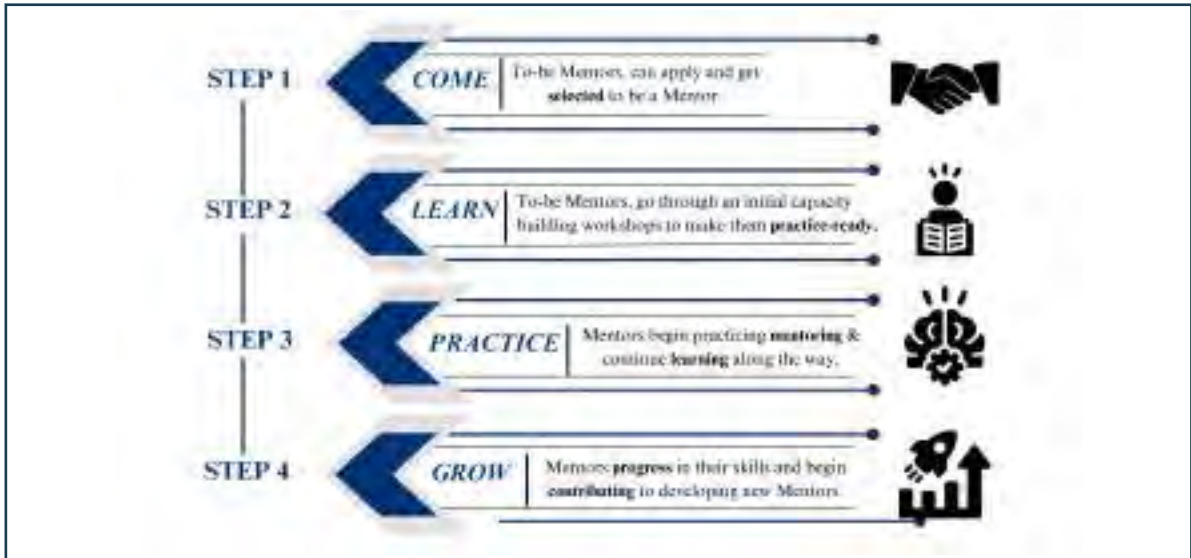 STEP 1
COME
To-be Mentors, can apply and get
selected to be a Mentor
STEP 2
LEARN
To-be Mentors, go through an initial capacity
building workshops to make them practice-ready.
STEP 3
PRACTICE
Mentors begin practicing mentoring &
continue learning along the way.
STEP 4
GROW
Mentors progress in their skills and begin
contributing to developing new Mentors.